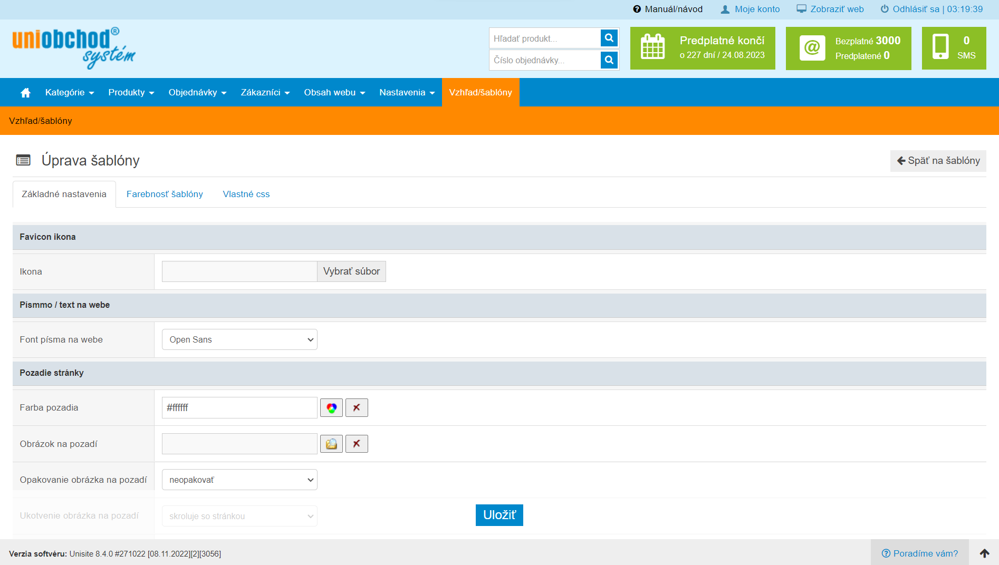 Manuál/návod Moje konto Zobraziť web Odhlásiť sa | 03:19:39
uniobchod®
systém
Hľadať produkt...
Číslo objednávky...
Predplatné končí
o 227 dní / 24.08.2023
Bezplatné 3000
Predplatené 0
0
SMS
Kategórie Produkty Objednávky Zákazníci Obsah webu Nastavenia Vzhľad/šablóny
Vzhľad/šablóny
Úprava šablóny
Späť na šablóny
Základné nastavenia Farebnosť šablóny Vlastné css
Favicon ikona
Ikona Vybrať súbor
Písmmo / text na webe
Font písma na webe Open Sans
Pozadie stránky
Farba pozadia #ffffff
Obrázok na pozadí
Opakovanie obrázka na pozadí neopakovať
Ukotvenie obrázka na pozadí skroluje so stránkou
Uložiť
Verzia softvéru: Unisite 8.4.0 #271022 [08.11.2022][2][3056]
Poradíme vám?